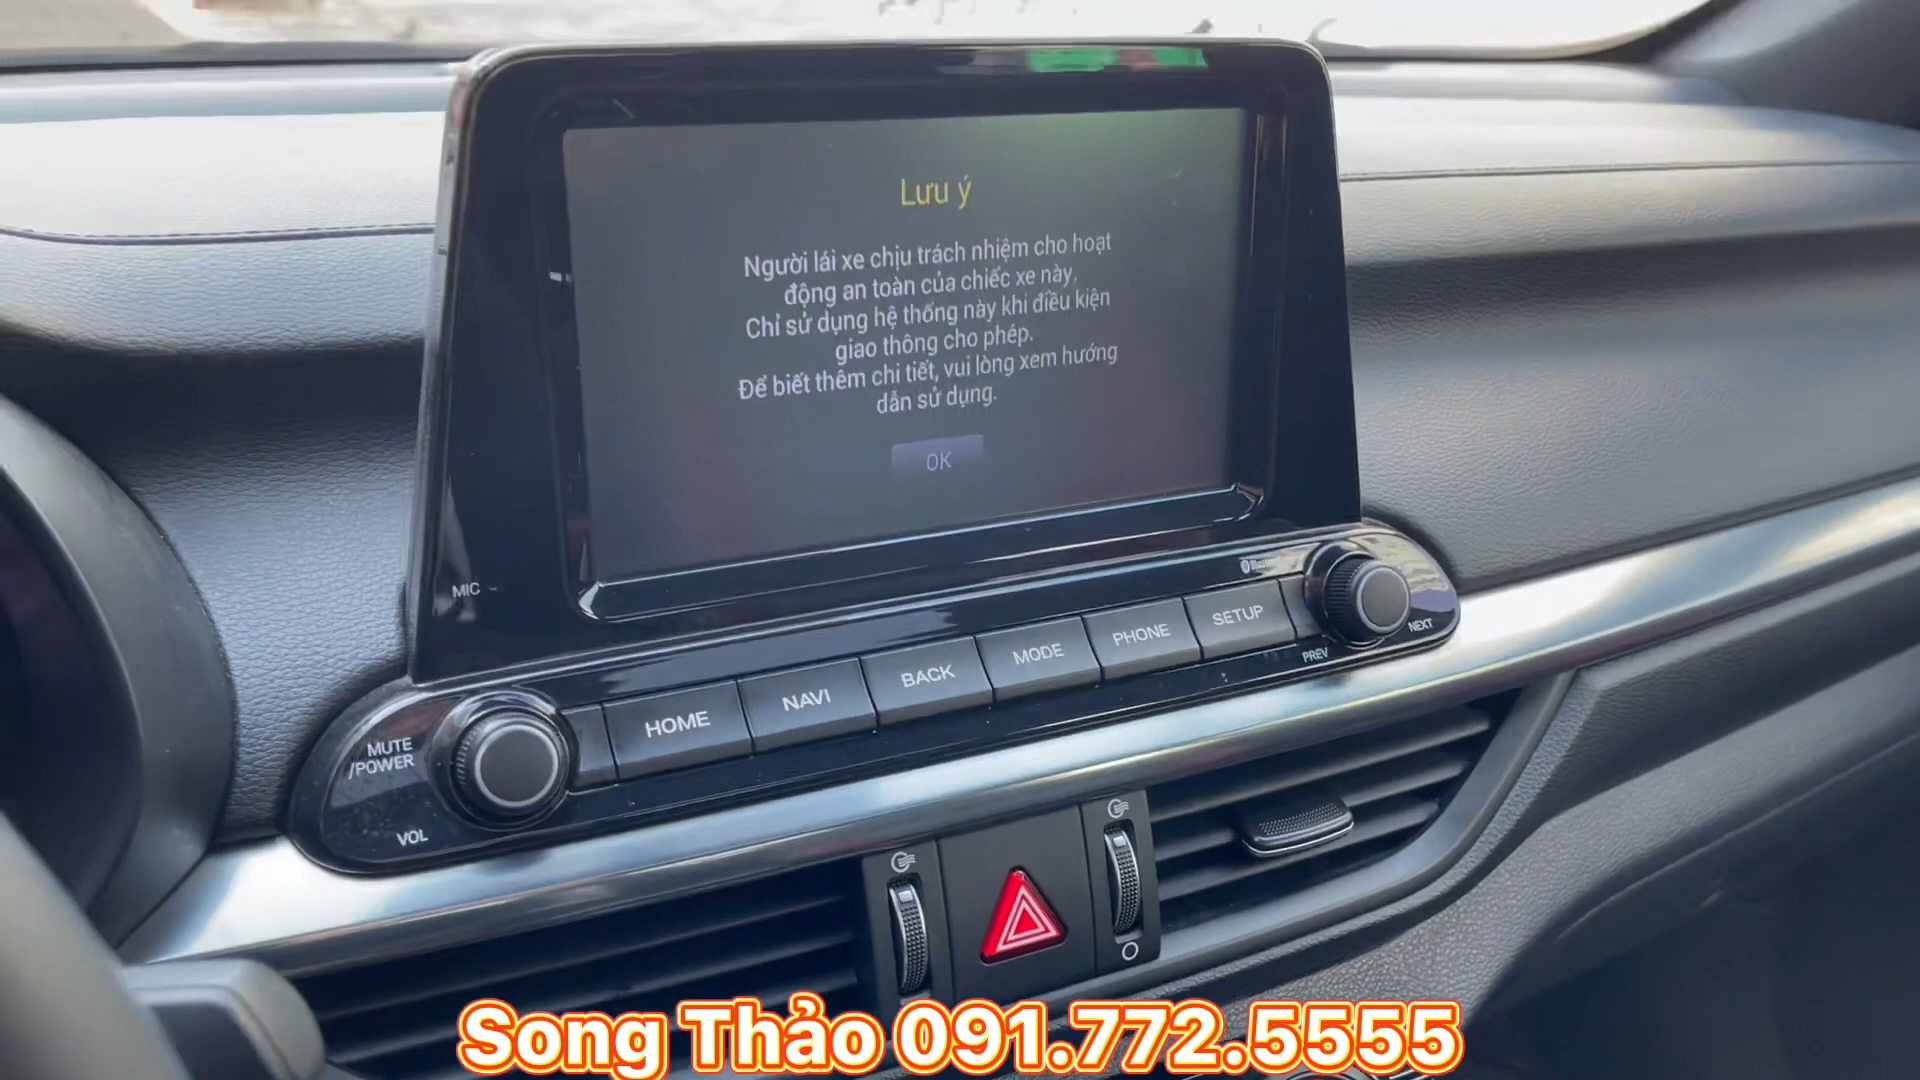 Lưu ý
Người lái xe chịu trách nhiệm cho hoạt
động an toàn của chiếc xe này.
Chỉ sử dụng hệ thống này khi điều kiện
giao thông cho phép.
Để biết thêm chi tiết, vui lòng xem hướng
dẫn sử dụng.
OK
MIC
MUTE
/POWER
VOL
HOME
NAVI
BACK
MODE
PHONE
SETUP
PREV
NEXT
Song Thảo 091.772.5555